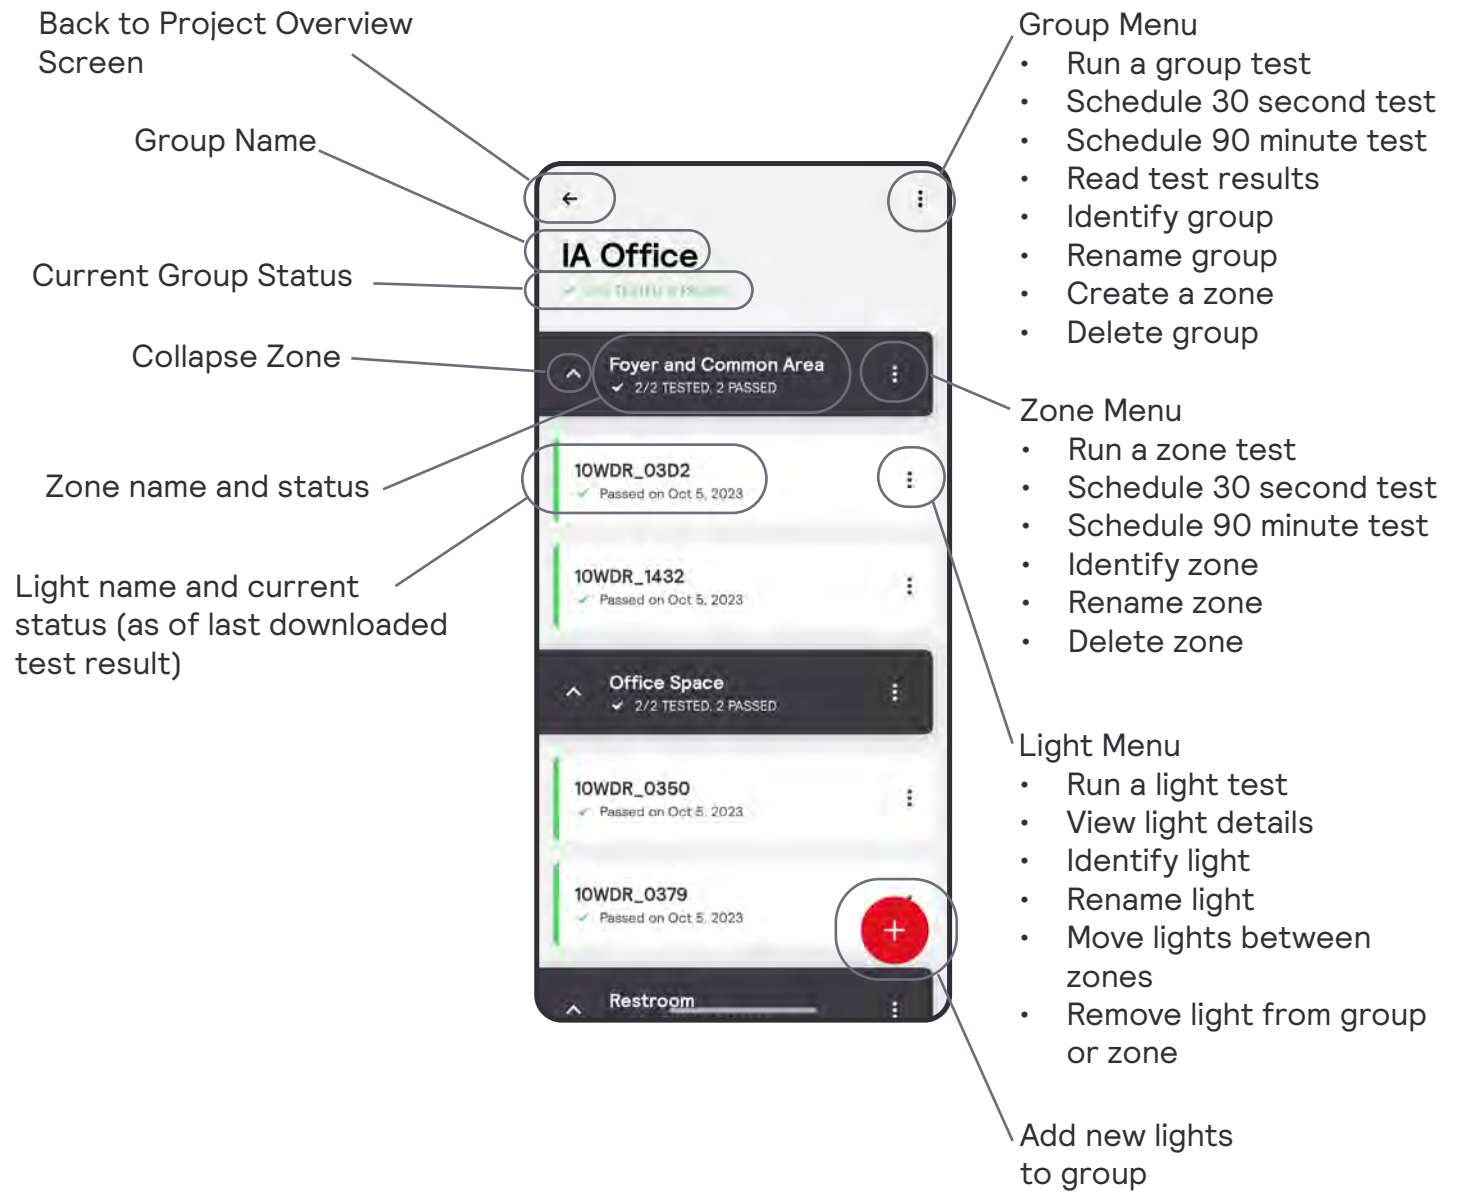 Back to Project Overview
Screen
Group Name
Current Group Status
Collapse Zone
Zone name and status
Light name and current
status (as of last downloaded
test result)
IA Office
Foyer and Common Area
2/2 TESTED, 2 PASSED
10WDR_03D2
Passed on Oct 5, 2023
10WDR_1432
Passed on Oct 5, 2023
Office Space
2/2 TESTED, 2 PASSED
10WDR_0350
Passed on Oct 5, 2023
10WDR_0379
Passed on Oct 5, 2023
Restroom
Group Menu
• Run a group test
• Schedule 30 second test
• Schedule 90 minute test
• Read test results
• Identify group
• Rename group
• Create a zone
• Delete group
Zone Menu
• Run a zone test
• Schedule 30 second test
• Schedule 90 minute test
• Identify zone
• Rename zone
• Delete zone
Light Menu
• Run a light test
• View light details
• Identify light
• Rename light
• Move lights between
zones
• Remove light from group
or zone
Add new lights
to group